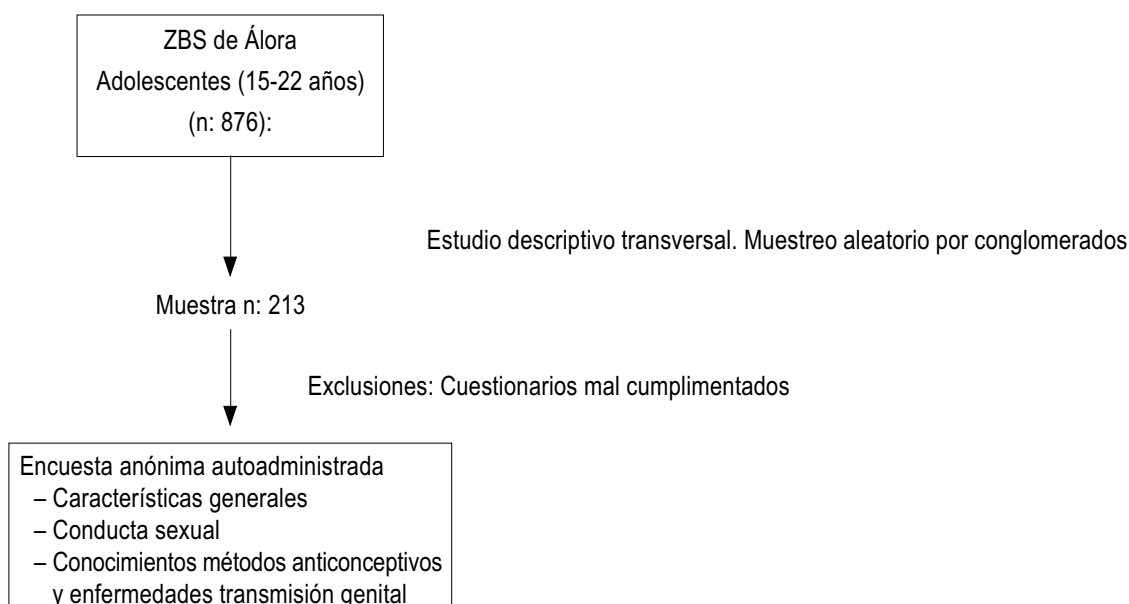 ZBS de Álora
Adolescentes (15-22 años)
(n: 876):
Estudio descriptivo transversal. Muestreo aleatorio por conglomerados
Muestra n: 213
Exclusiones: Cuestionarios mal cumplimentados
Encuesta anónima autoadministrada
– Características generales
– Conducta sexual
– Conocimientos métodos anticonceptivos
y enfermedades transmisión genital